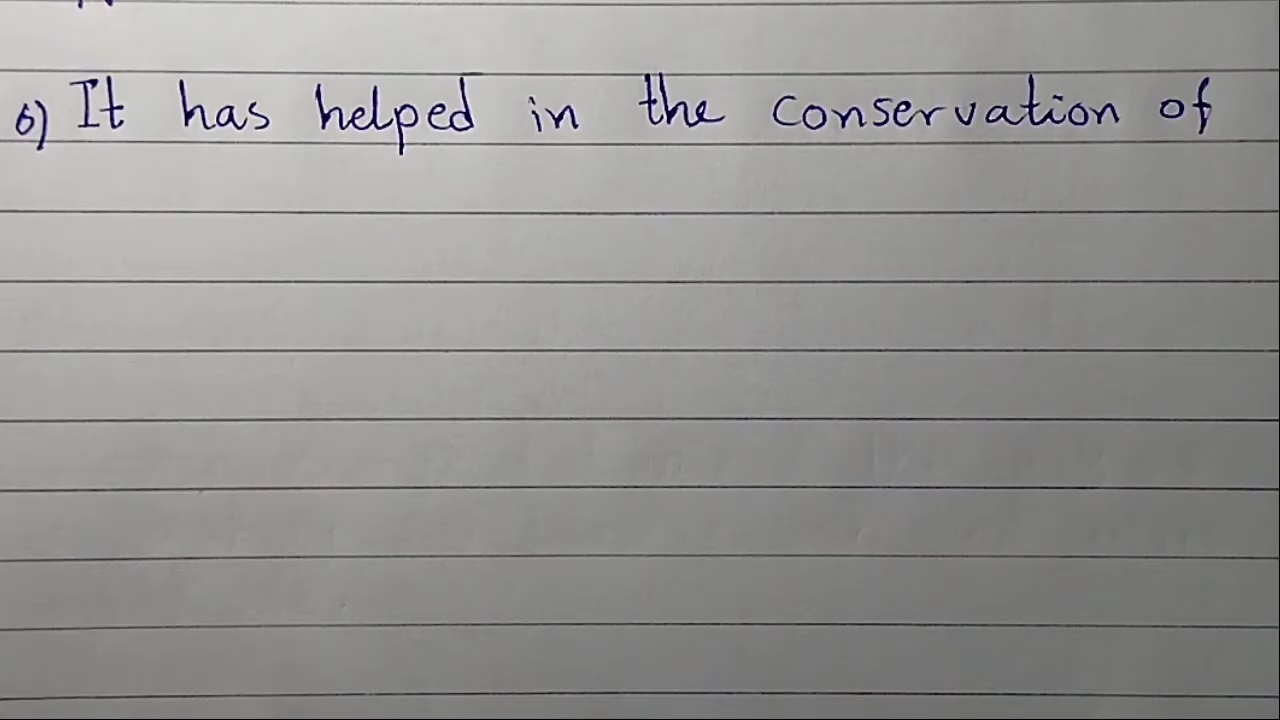 6) It has helped in the conservation of